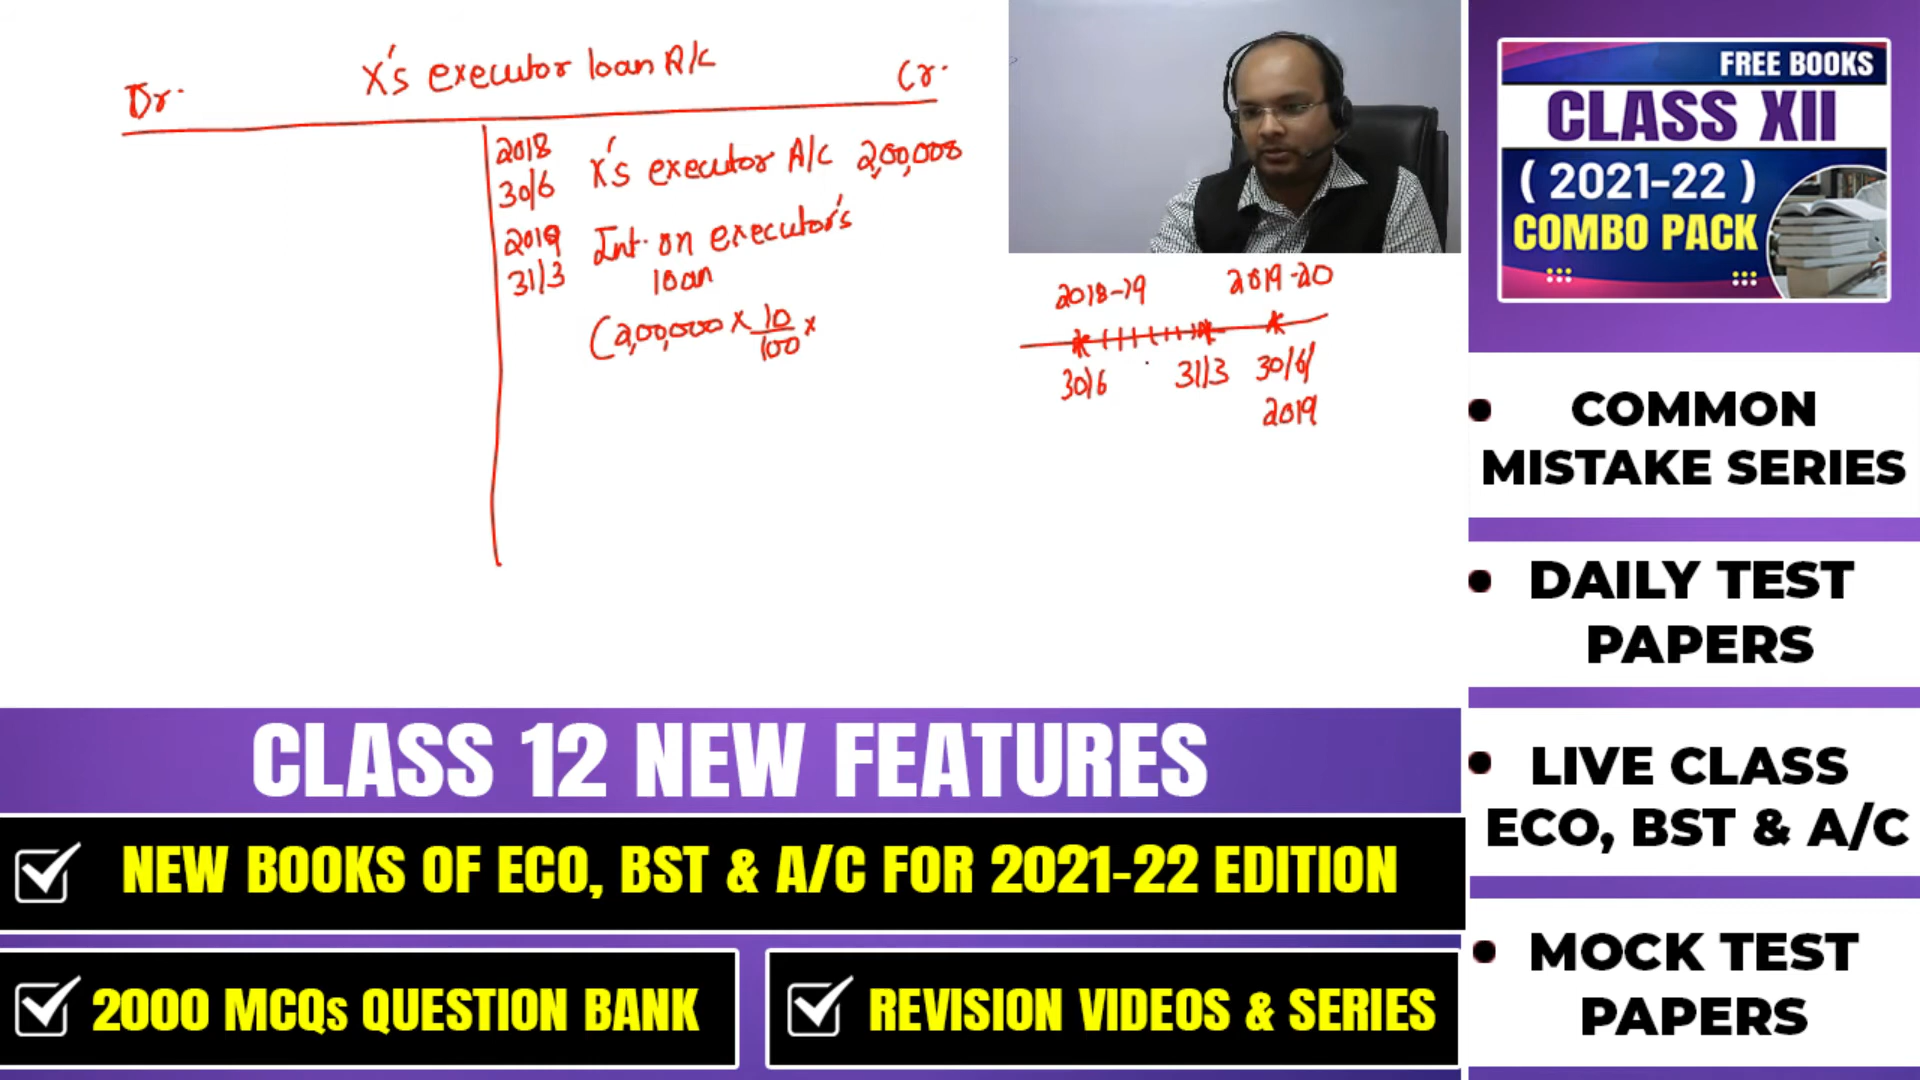 X's executor loan A/c
Dr.
Cr.
2018
30/6
X's executor A/c 2,00,000
2019
31/3
Int. on executor's
loan
(2,00,000 × 10/100 ×
2018-19
2019-20
30/6
31/3
30/6/
2019
FREE BOOKS
CLASS XII
( 2021-22 )
COMBO PACK
• COMMON
MISTAKE SERIES
• DAILY TEST
PAPERS
• LIVE CLASS
ECO, BST & A/C
• MOCK TEST
PAPERS
CLASS 12 NEW FEATURES
NEW BOOKS OF ECO, BST & A/C FOR 2021-22 EDITION
2000 MCQs QUESTION BANK
REVISION VIDEOS & SERIES